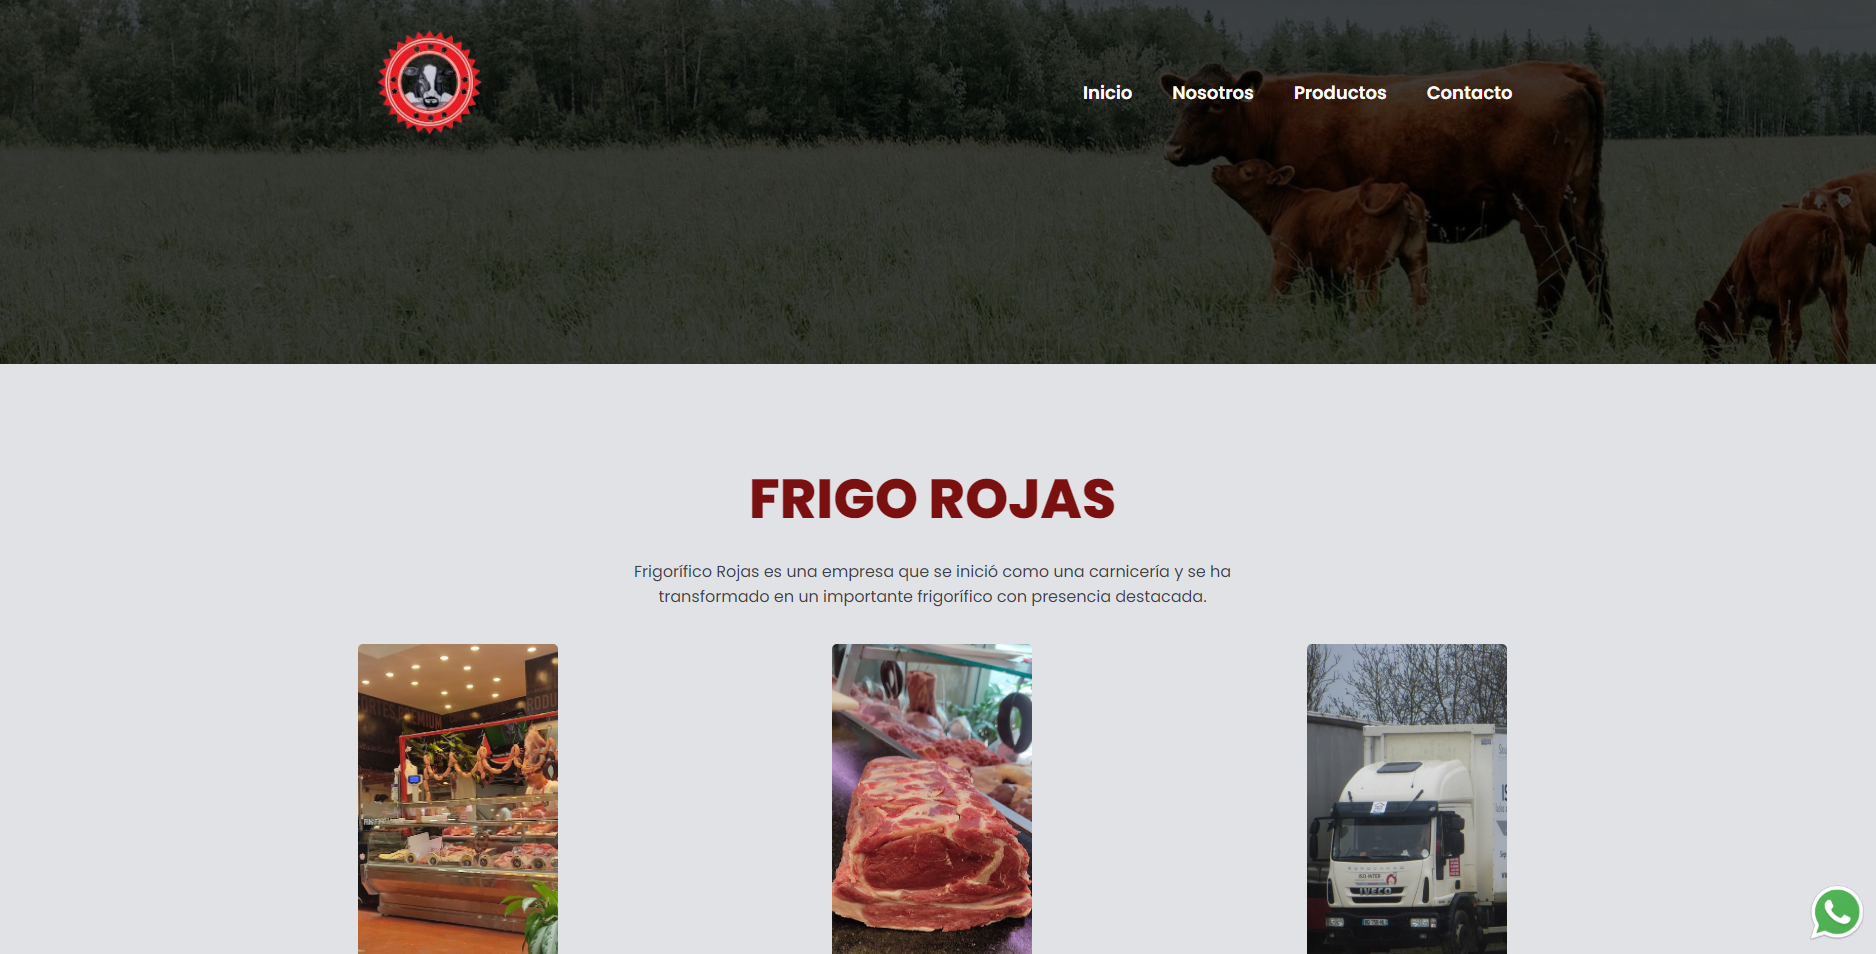 Inicio Nosotros Productos Contacto
FRIGO ROJAS
Frigorífico Rojas es una empresa que se inició como una carnicería y se ha
transformado en un importante frigorífico con presencia destacada.
IVECO